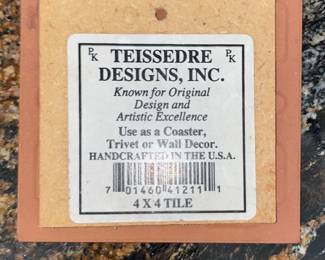 PK TEISSEDRE PK
DESIGNS, INC.
Known for Original
Design and
Artistic Excellence
Use as a Coaster,
Trivet or Wall Decor.
HANDCRAFTED IN THE U.S.A.
7 01460 41211 1
4 X 4 TILE